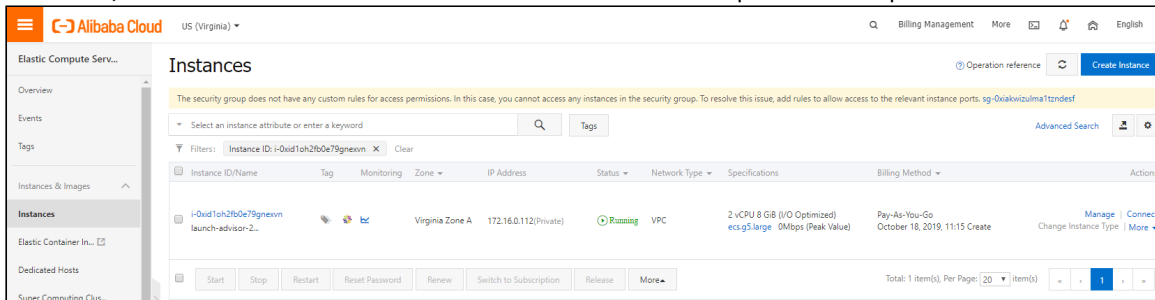 Alibaba Cloud US (Virginia) Billing Management More English
Elastic Compute Serv...
Instances Operation reference Create Instance
Overview
The security group does not have any custom rules for access permissions. In this case, you cannot access any instances in the security group. To resolve this issue, add rules to allow access to the relevant instance ports. sg-0xiakwizulma1tzndesf
Events
Select an instance attribute or enter a keyword Tags Advanced Search
Tags
Filters: Instance ID: i-0xid1oh2fb0e79gnexvn X Clear
Instance ID/Name Tag Monitoring Zone IP Address Status Network Type Specifications Billing Method Action
Instances & Images
Instances
i-0xid1oh2fb0e79gnexvn
launch-advisor-2...
Virginia Zone A 172.16.0.112(Private) Running VPC
2 vCPU 8 GiB (I/O Optimized)
ecs.g5.large 0Mbps (Peak Value)
Pay-As-You-Go
October 18, 2019, 11:15 Create
Manage | Connec
Change Instance Type | More
Elastic Container In...
Dedicated Hosts
Start Stop Restart Reset Password Renew Switch to Subscription Release More Total: 1 item(s), Per Page: 20 item(s) « ‹ 1 › »
Super Computing Clus...